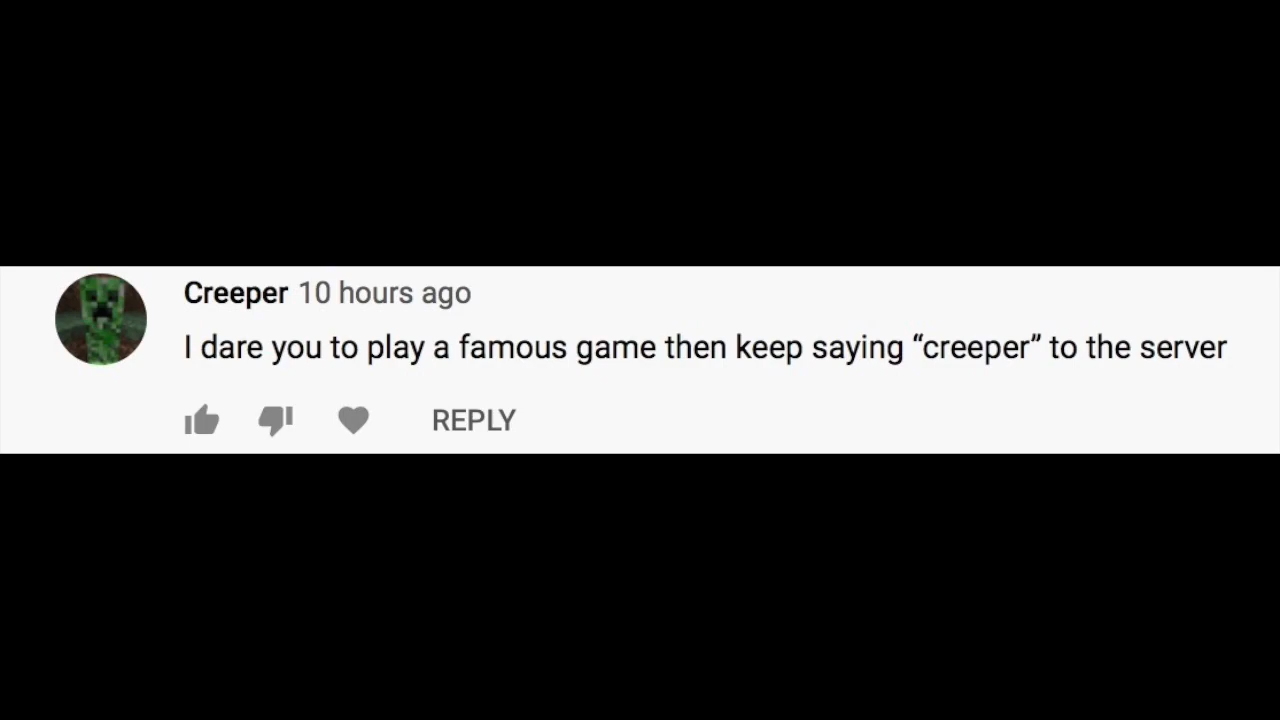 Creeper 10 hours ago
I dare you to play a famous game then keep saying “creeper” to the server
REPLY